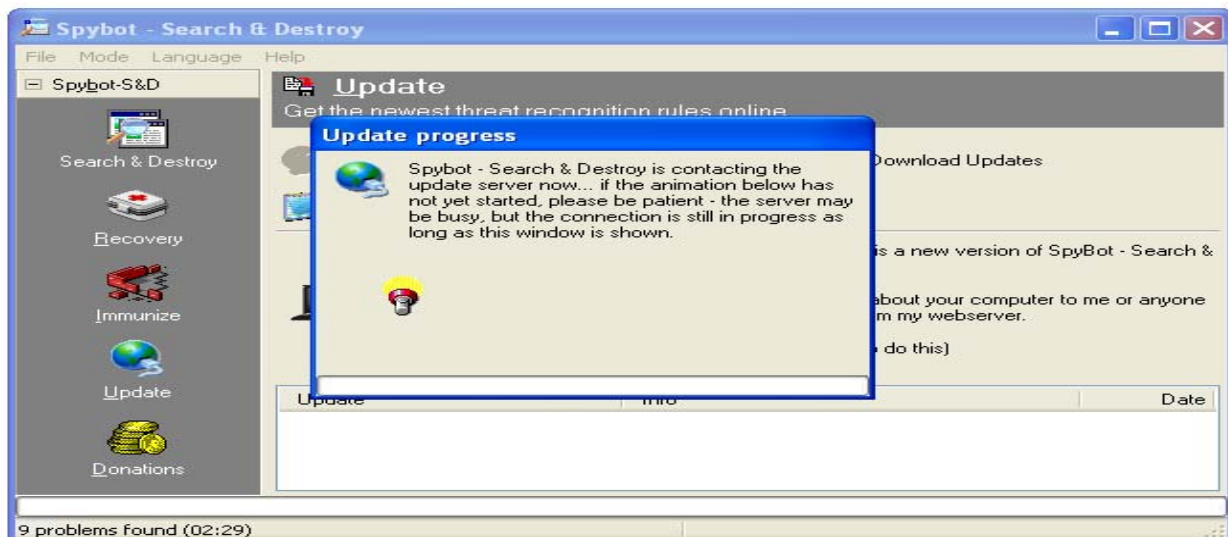 Spybot - Search & Destroy
File Mode Language Help
Spybot-S&D
Search & Destroy
Recovery
Immunize
Update
Donations
Update
Get the newest threat recognition rules online
Update progress
Spybot - Search & Destroy is contacting the
update server now... if the animation below has
not yet started, please be patient - the server may
be busy, but the connection is still in progress as
long as this window is shown.
Download Updates
is a new version of SpyBot - Search &
about your computer to me or anyone
m my webserver.
do this)
Update Info Date
9 problems found (02:29)